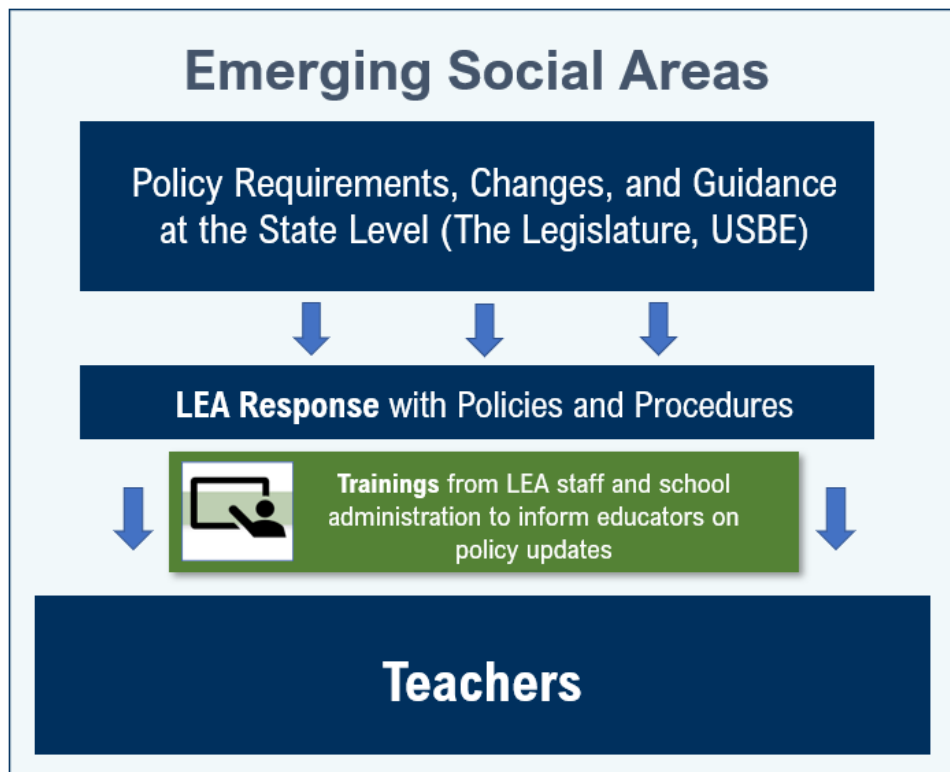 Emerging Social Areas
Policy Requirements, Changes, and Guidance
at the State Level (The Legislature, USBE)
LEA Response with Policies and Procedures
Trainings from LEA staff and school
administration to inform educators on
policy updates
Teachers